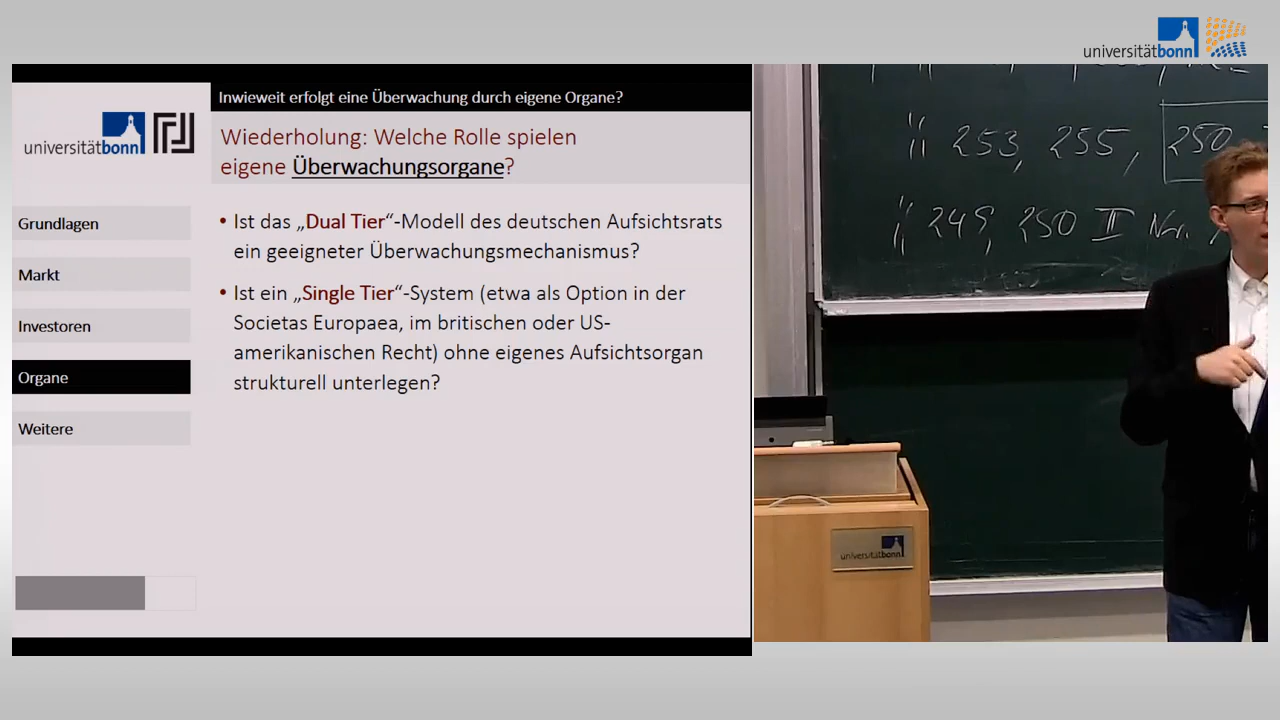 universitätbonn
Inwieweit erfolgt eine Überwachung durch eigene Organe?
universitätbonn
Wiederholung: Welche Rolle spielen
eigene Überwachungsorgane?
Grundlagen
Markt
Investoren
Organe
Weitere
• Ist das „Dual Tier“-Modell des deutschen Aufsichtsrats
ein geeigneter Überwachungsmechanismus?
• Ist ein „Single Tier“-System (etwa als Option in der
Societas Europaea, im britischen oder US-
amerikanischen Recht) ohne eigenes Aufsichtsorgan
strukturell unterlegen?
253, 255, 250
249, 250 II Nr.
universitätbonn